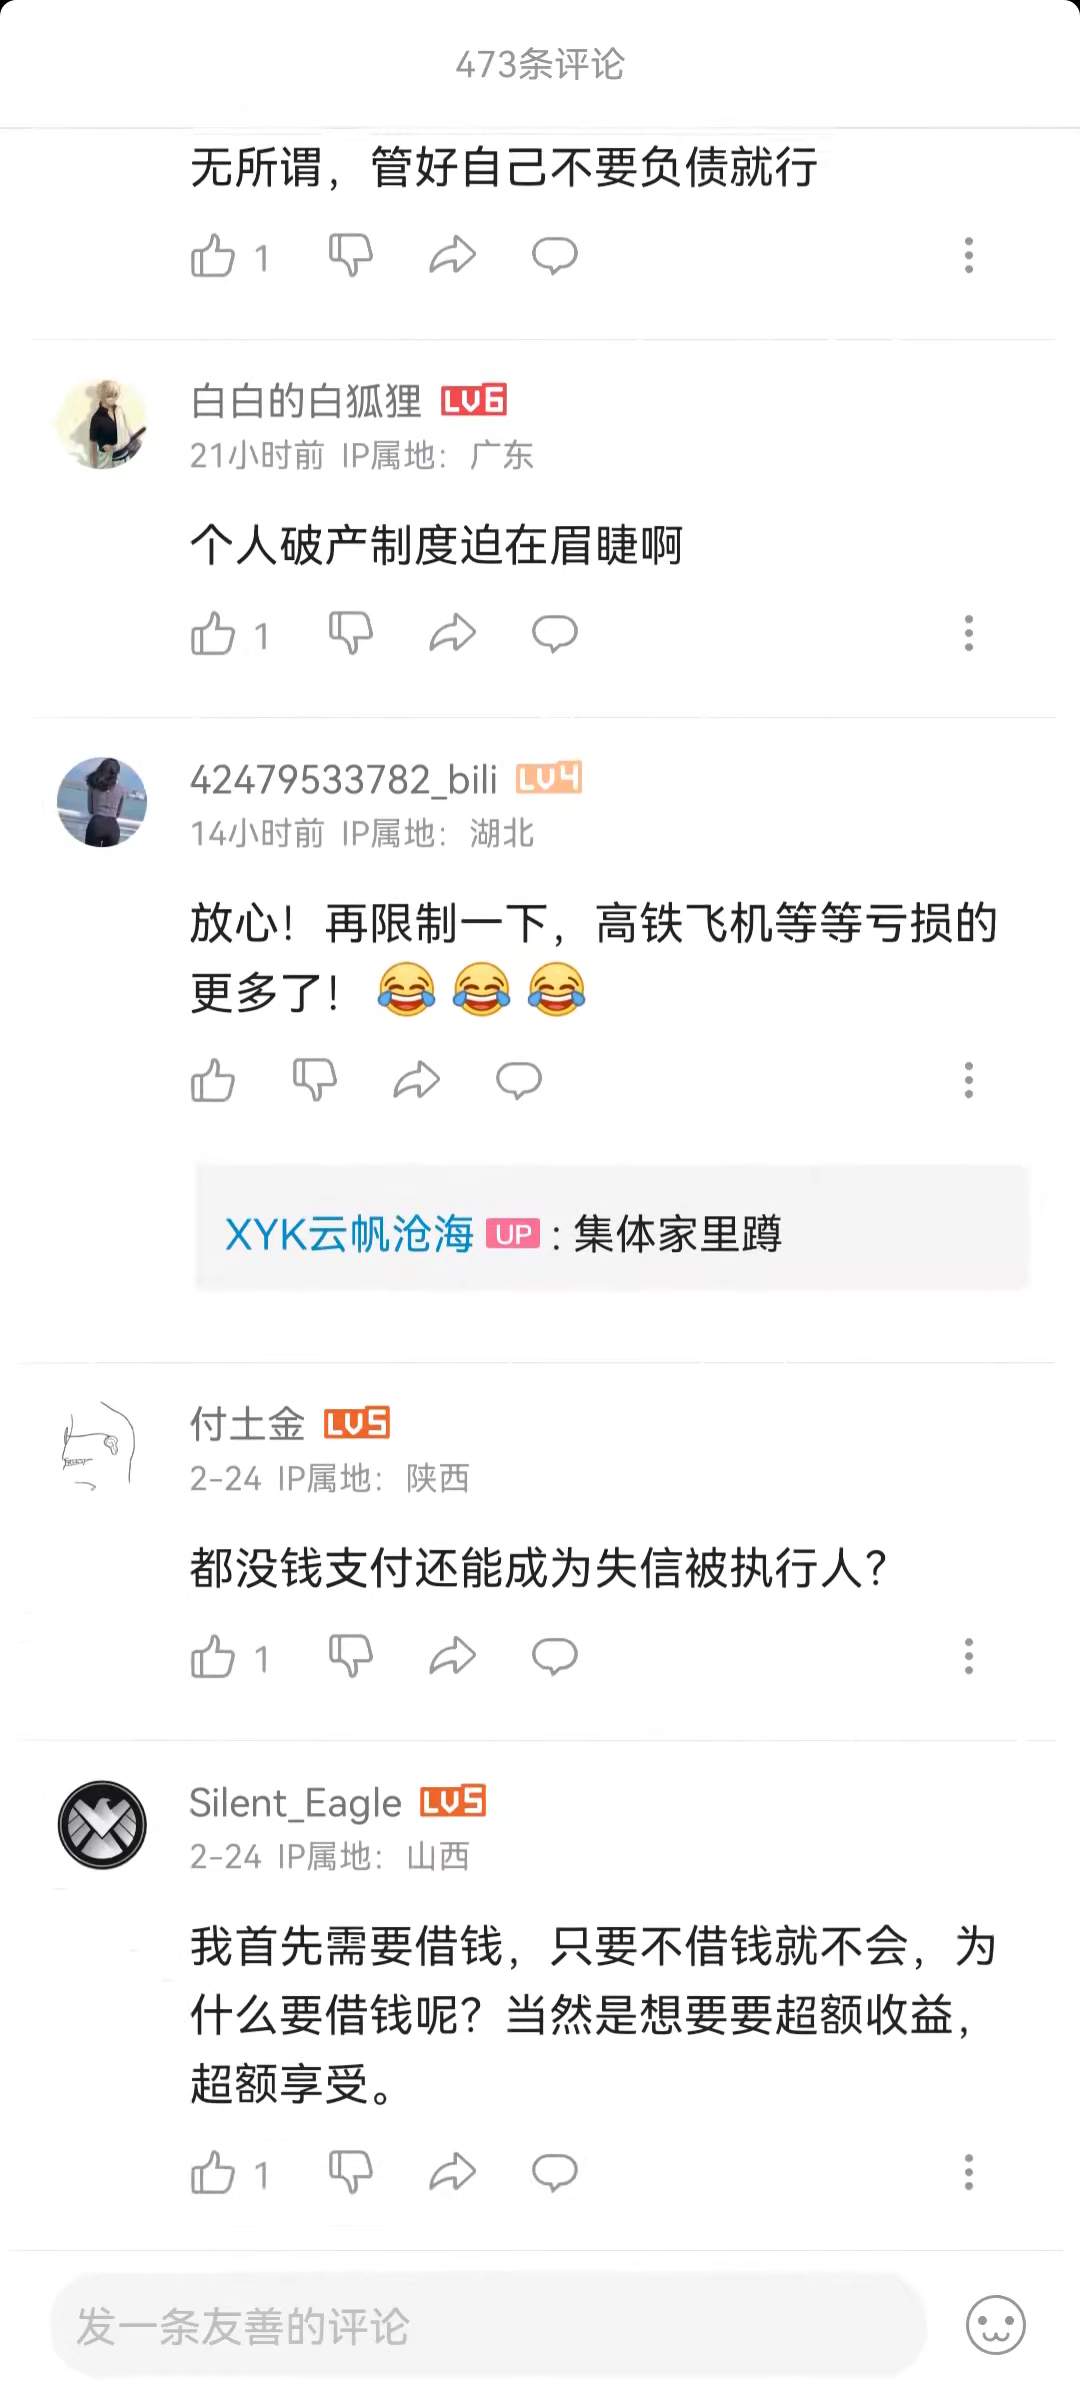 473条评论
无所谓，管好自己不要负债就行
1
白白的白狐狸 LV6
21小时前 IP属地：广东
个人破产制度迫在眉睫啊
1
42479533782_bili LV4
14小时前 IP属地：湖北
放心！再限制一下，高铁飞机等等亏损的
更多了！😂😂😂
XYK云帆沧海 UP : 集体家里蹲
付土金 LV5
2-24 IP属地：陕西
都没钱支付还能成为失信被执行人？
1
Silent_Eagle LV5
2-24 IP属地：山西
我首先需要借钱，只要不借钱就不会，为
什么要借钱呢？当然是想要要超额收益，
超额享受。
1
发一条友善的评论